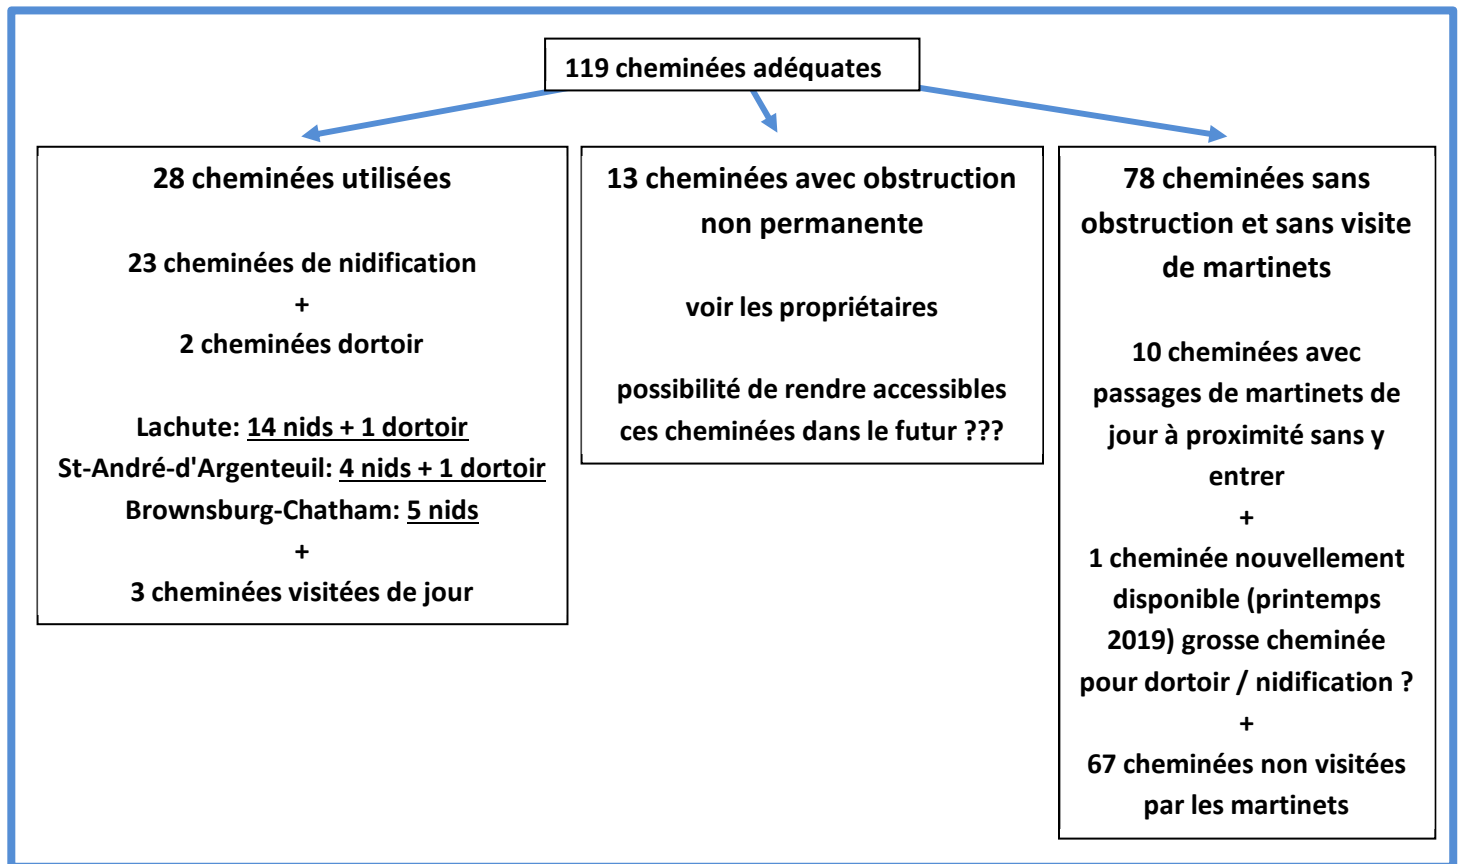 119 cheminées adéquates
28 cheminées utilisées
23 cheminées de nidification
+
2 cheminées dortoir
Lachute: 14 nids + 1 dortoir
St-André-d'Argenteuil: 4 nids + 1 dortoir
Brownsburg-Chatham: 5 nids
+
3 cheminées visitées de jour
13 cheminées avec obstruction
non permanente
voir les propriétaires
possibilité de rendre accessibles
ces cheminées dans le futur ???
78 cheminées sans
obstruction et sans visite
de martinets
10 cheminées avec
passages de martinets de
jour à proximité sans y
entrer
+
1 cheminée nouvellement
disponible (printemps
2019) grosse cheminée
pour dortoir / nidification ?
+
67 cheminées non visitées
par les martinets